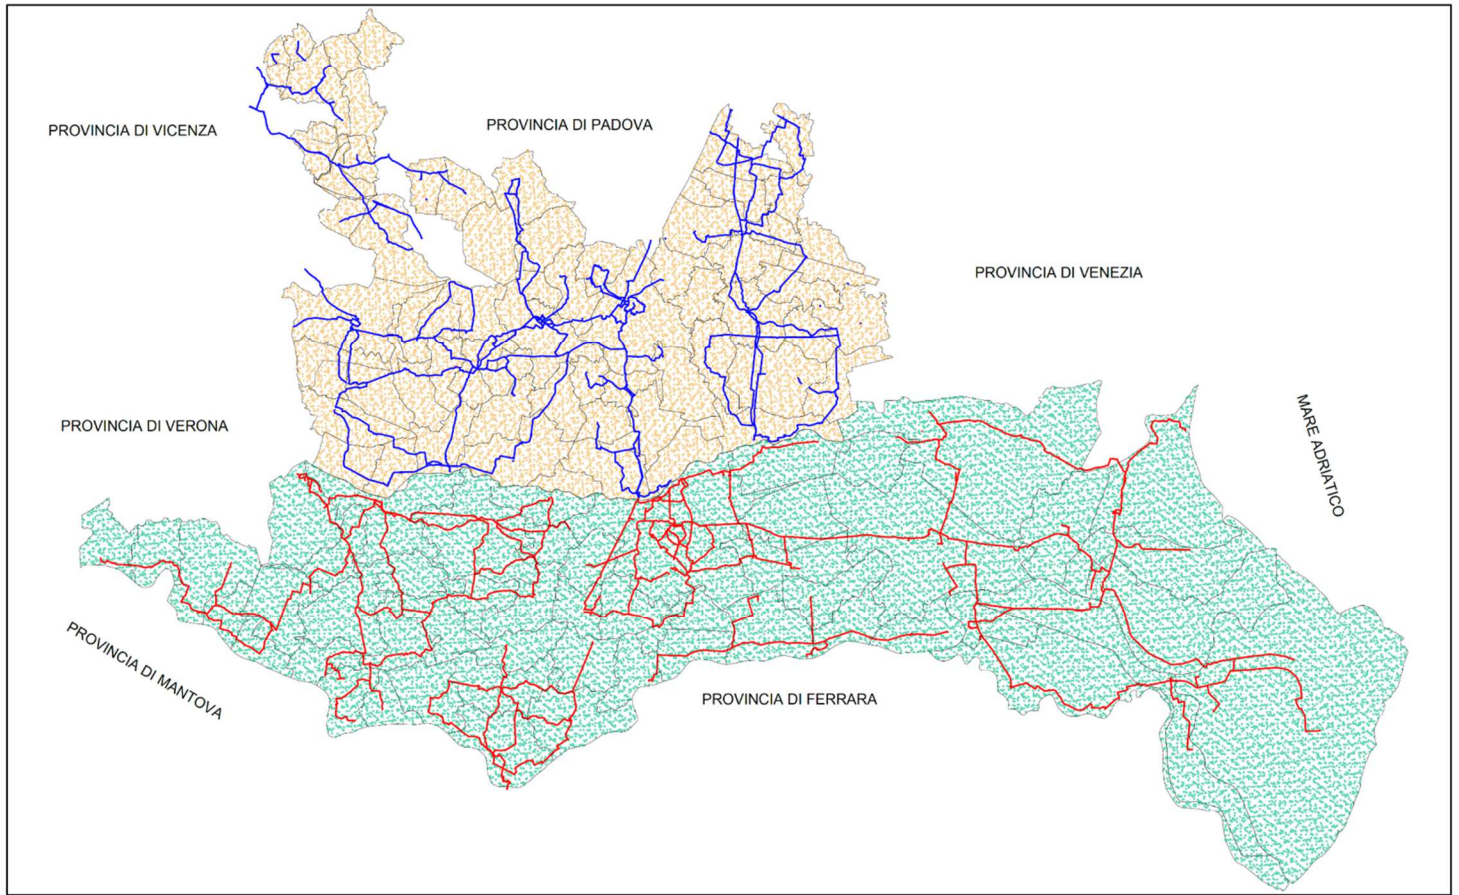 PROVINCIA DI VICENZA
PROVINCIA DI PADOVA
PROVINCIA DI VENEZIA
PROVINCIA DI VERONA
MARE ADRIATICO
PROVINCIA DI MANTOVA
PROVINCIA DI FERRARA